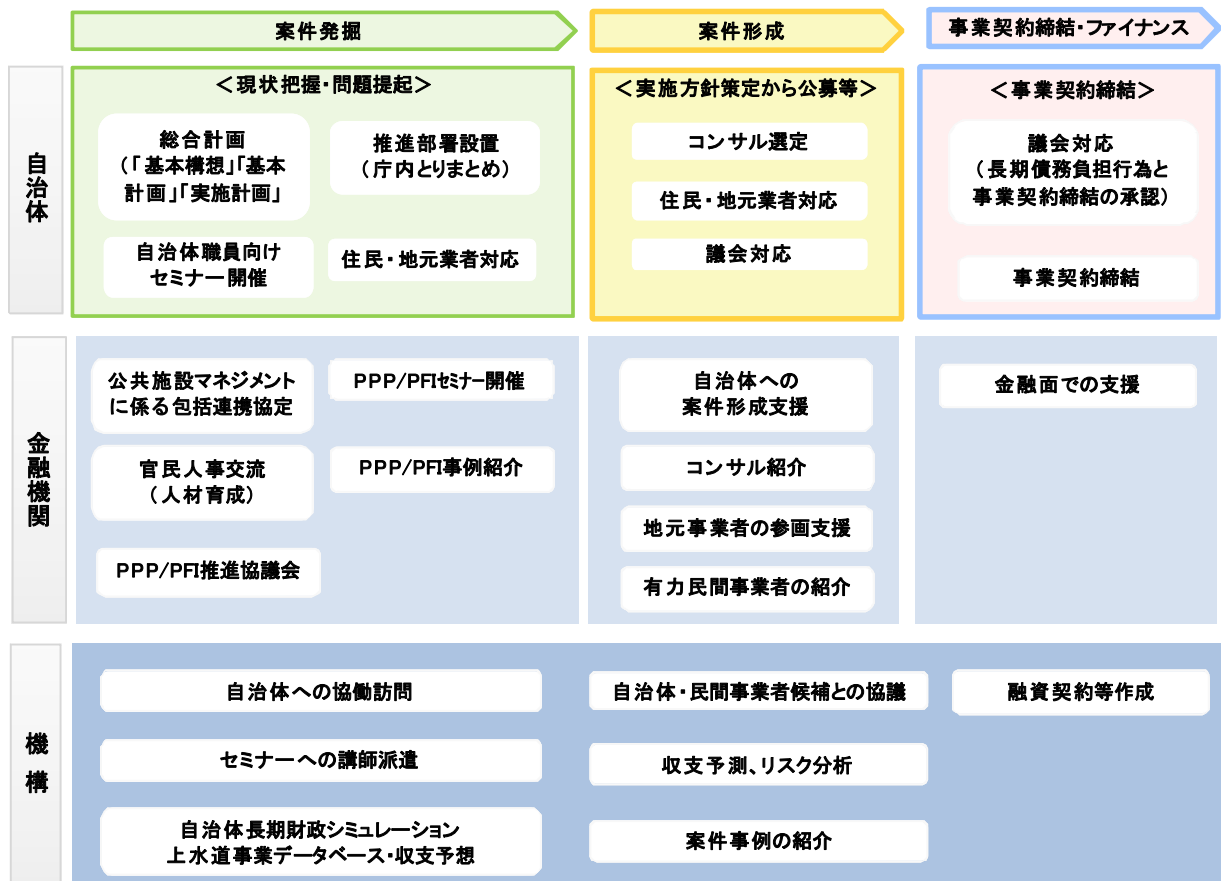 案件発掘
案件形成
事業契約締結・ファイナンス
自治体
＜現状把握・問題提起＞
総合計画
（「基本構想」「基本
計画」「実施計画」
推進部署設置
（庁内とりまとめ）
自治体職員向け
セミナー開催
住民・地元業者対応
＜実施方針策定から公募等＞
コンサル選定
住民・地元業者対応
議会対応
＜事業契約締結＞
議会対応
（長期債務負担行為と
事業契約締結の承認）
事業契約締結
金融機関
公共施設マネジメント
に係る包括連携協定
PPP/PFIセミナー開催
官民人事交流
（人材育成）
PPP/PFI事例紹介
PPP/PFI推進協議会
自治体への
案件形成支援
コンサル紹介
地元事業者の参画支援
有力民間事業者の紹介
金融面での支援
機構
自治体への協働訪問
セミナーへの講師派遣
自治体長期財政シミュレーション
上水道事業データベース・収支予想
自治体・民間事業者候補との協議
収支予測、リスク分析
案件事例の紹介
融資契約等作成